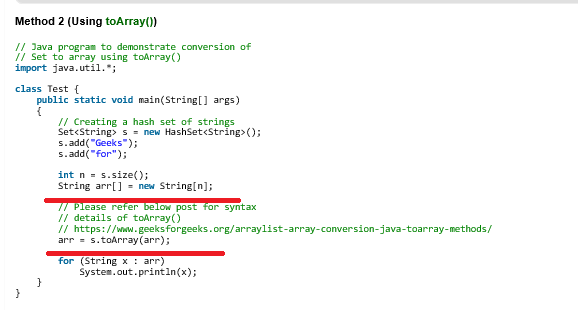 Method 2 (Using toArray())
// Java program to demonstrate conversion of
// Set to array using toArray()
import java.util.*;
class Test {
public static void main(String[] args)
{
// Creating a hash set of strings
Set<String> s = new HashSet<String>();
s.add("Geeks");
s.add("for");
int n = s.size();
String arr[] = new String[n];
// Please refer below post for syntax
// details of toArray()
// https://www.geeksforgeeks.org/arraylist-array-conversion-java-toarray-methods/
arr = s.toArray(arr);
for (String x : arr)
System.out.println(x);
}
}